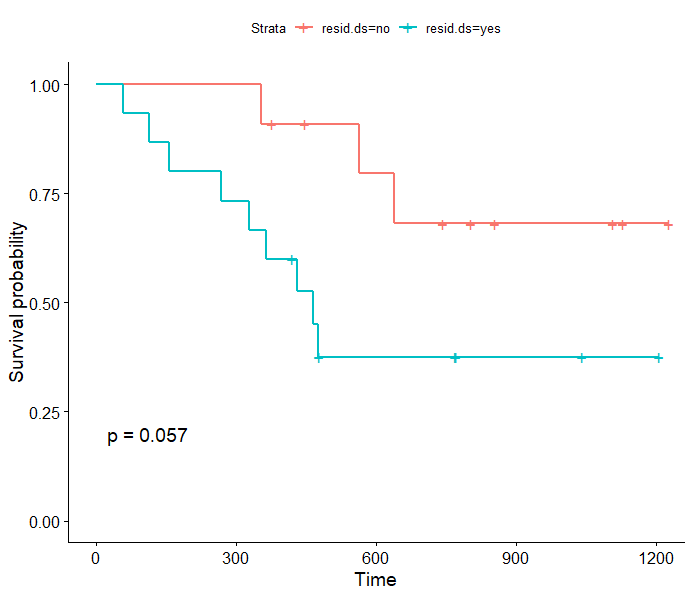 Strata resid.ds=no resid.ds=yes
1.00
0.75
0.50
0.25
0.00
Survival probability
p = 0.057
0 300 600 900 1200
Time